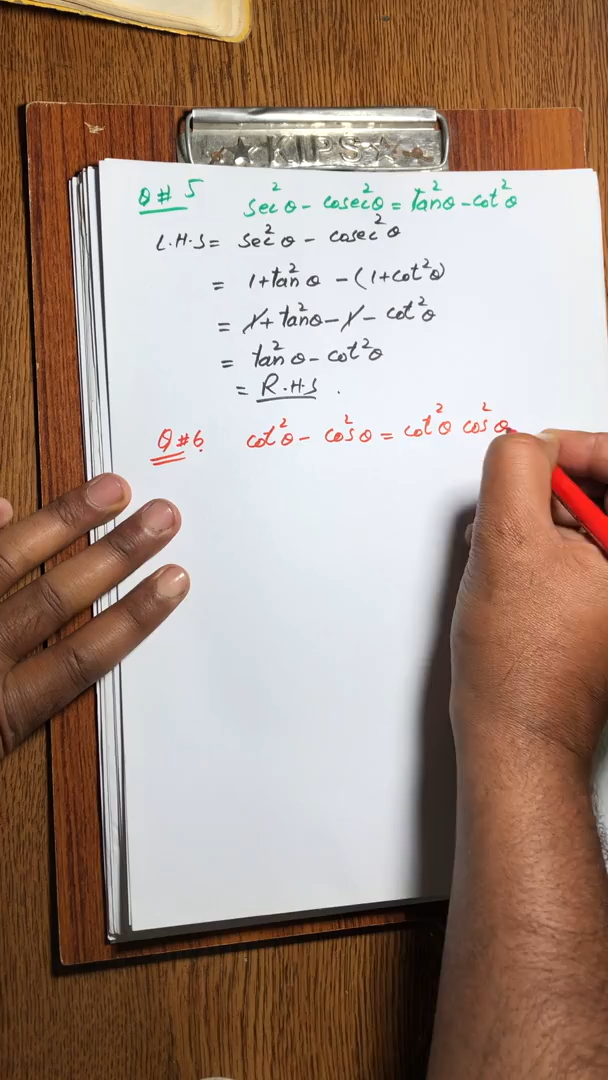 ★KIPS★
Q # 5 sec²θ - cosec²θ = tan²θ - cot²θ
L.H.S = sec²θ - cosec²θ
= 1+tan²θ - (1+cot²θ)
= 1+tan²θ - 1 - cot²θ
= tan²θ - cot²θ
= R.H.S .
Q #6. cot²θ - cos²θ = cot²θ cos²θ